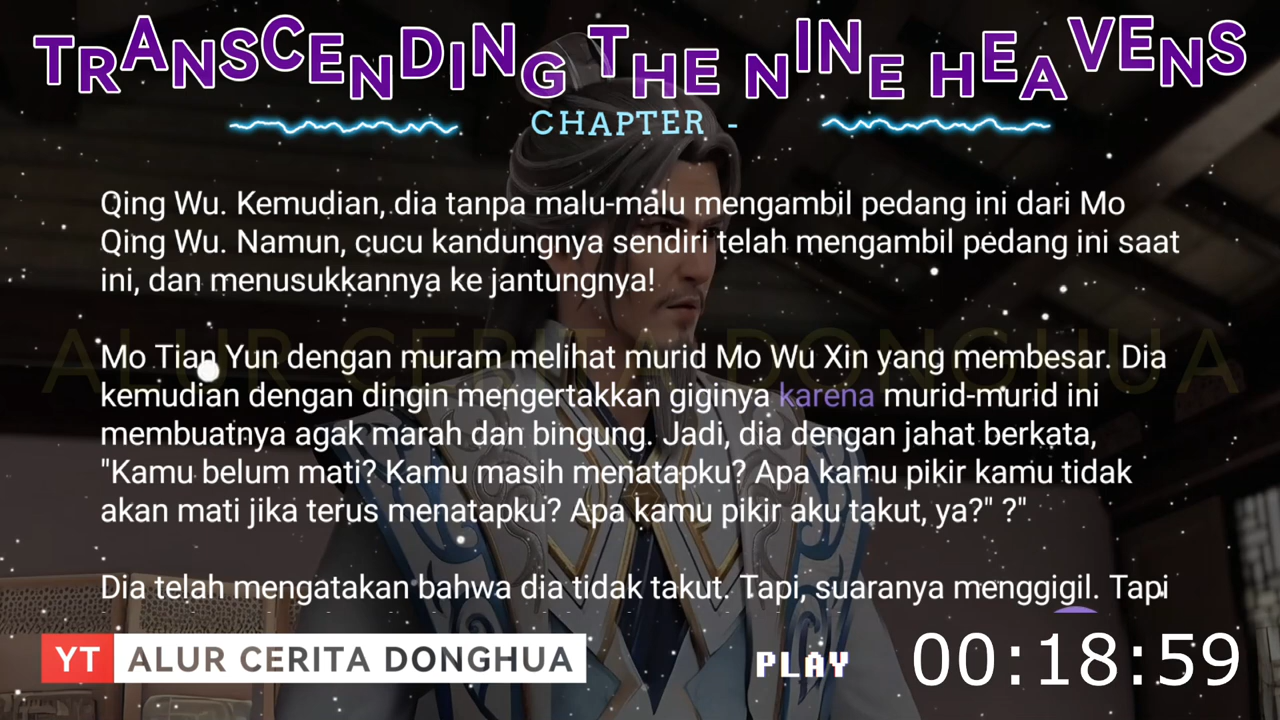 TRANSCENDING THE NINE HEAVENS
CHAPTER -
Qing Wu. Kemudian, dia tanpa malu-malu mengambil pedang ini dari Mo
Qing Wu. Namun, cucu kandungnya sendiri telah mengambil pedang ini saat
ini, dan menusukkannya ke jantungnya!
ALUR CERITA DONGHUA
Mo Tian Yun dengan muram melihat murid Mo Wu Xin yang membesar. Dia
kemudian dengan dingin mengertakkan giginya karena murid-murid ini
membuatnya agak marah dan bingung. Jadi, dia dengan jahat berkata,
"Kamu belum mati? Kamu masih menatapku? Apa kamu pikir kamu tidak
akan mati jika terus menatapku? Apa kamu pikir aku takut, ya?" ?"
Dia telah mengatakan bahwa dia tidak takut. Tapi, suaranya menggigil. Tapi
YT ALUR CERITA DONGHUA
PLAY
00:18:59